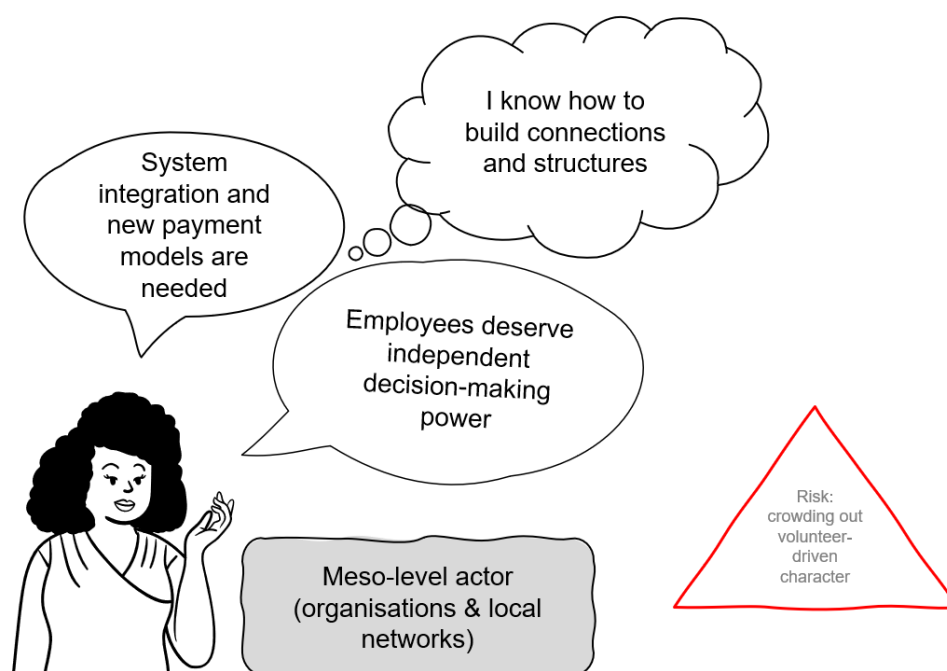 I know how to
build connections
and structures
System
integration and
new payment
models are
needed
Employees deserve
independent
decision-making
power
Risk:
crowding out
volunteer-
driven
character
Meso-level actor
(organisations & local
networks)